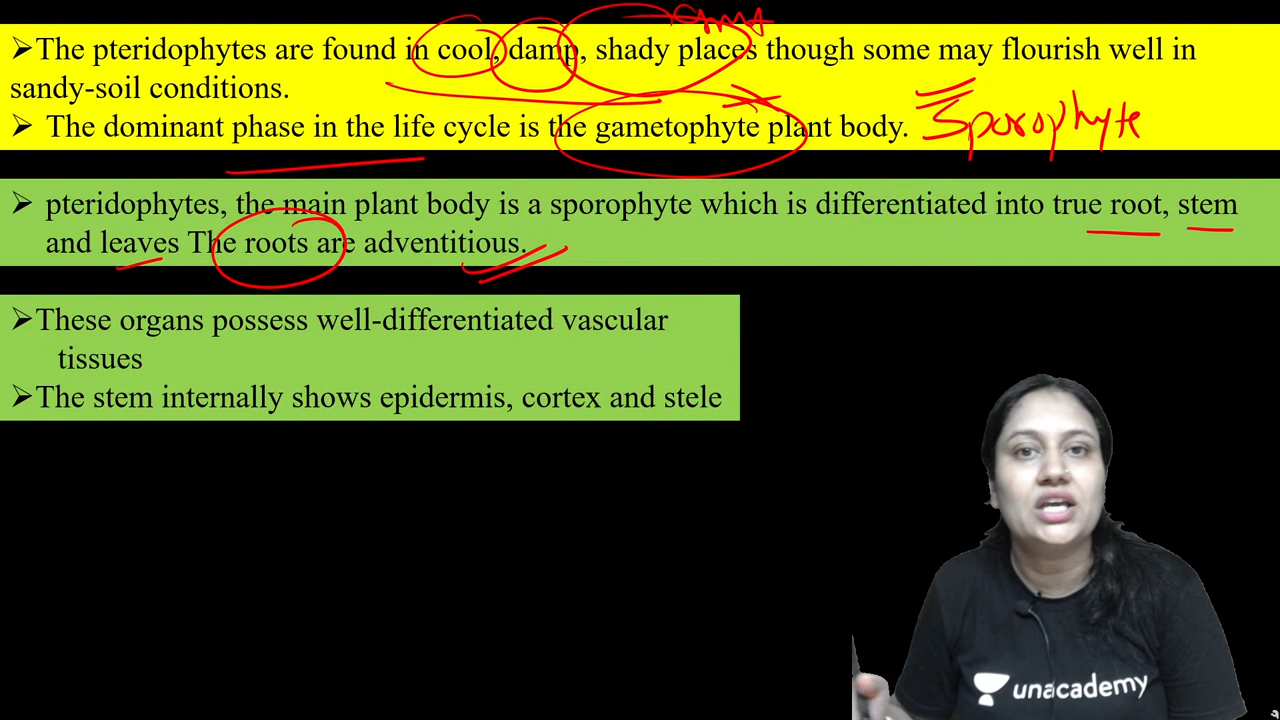 ➢The pteridophytes are found in cool, damp, shady places though some may flourish well in
sandy-soil conditions.
➢ The dominant phase in the life cycle is the gametophyte plant body. Sporophyte
➢ pteridophytes, the main plant body is a sporophyte which is differentiated into true root, stem
and leaves The roots are adventitious.
➢These organs possess well-differentiated vascular
tissues
➢The stem internally shows epidermis, cortex and stele
unacademy